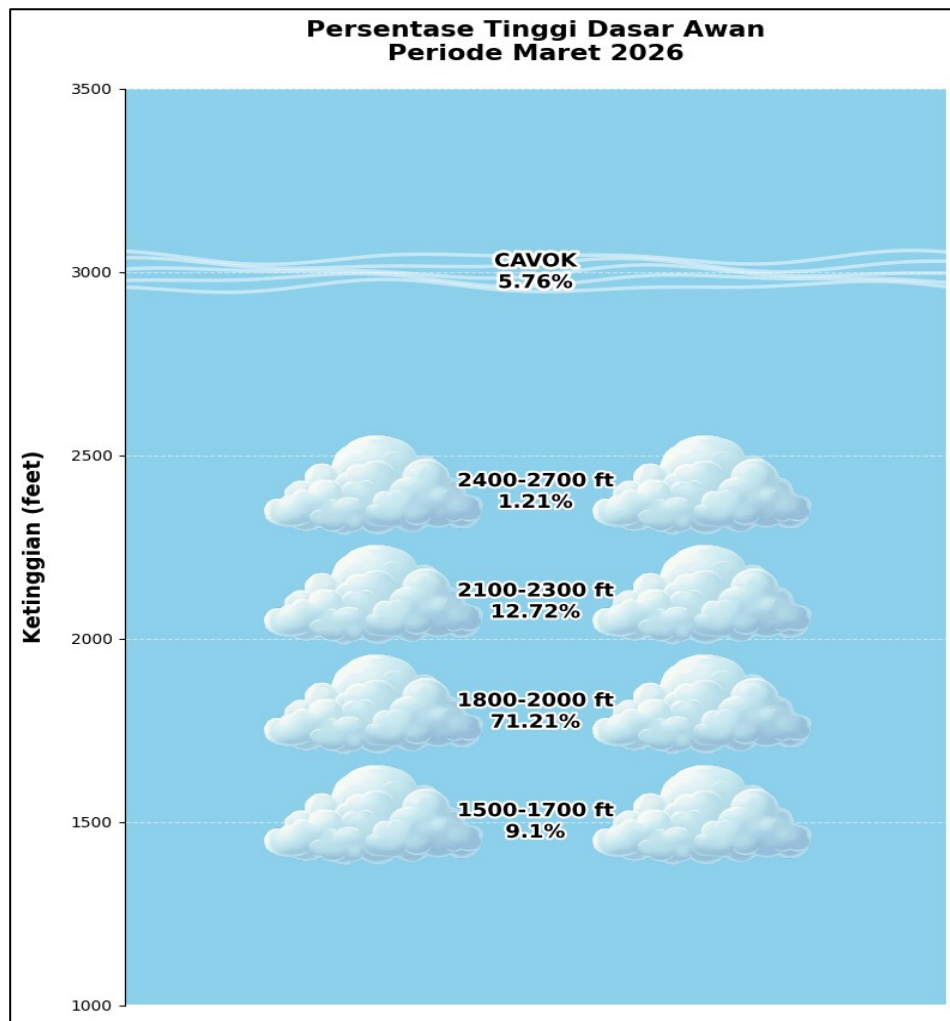 Persentase Tinggi Dasar Awan
Periode Maret 2026
3500
CAVOK
3000
5.76%
Ketinggian (feet)
2500
2400-2700 ft
1.21%
2100-2300 ft
12.72%
2000
1800-2000 ft
71.21%
1500-1700 ft
1500
9.1%
1000